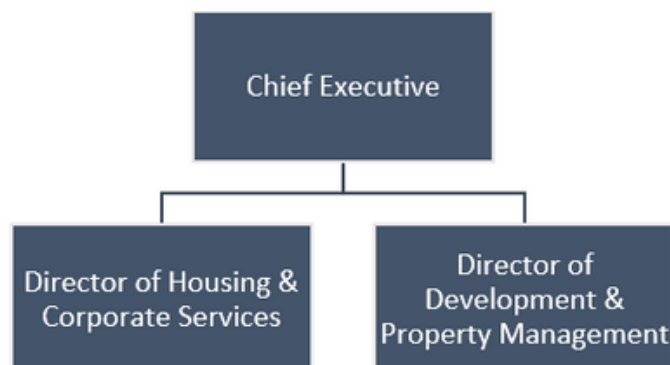 Chief Executive
Director of Housing &
Corporate Services
Director of
Development &
Property Management